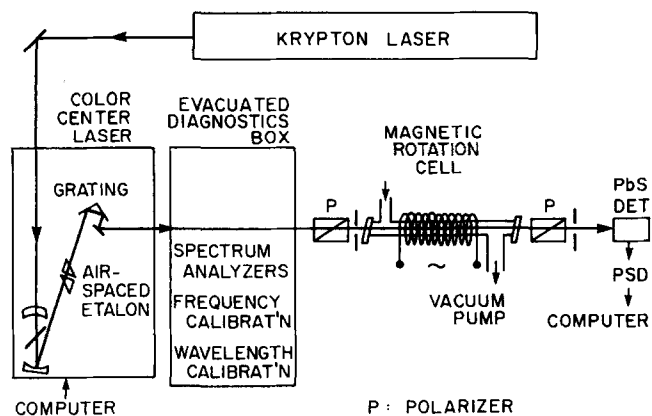 KRYPTON LASER
COLOR
CENTER
LASER
EVACUATED
DIAGNOSTICS
BOX
MAGNETIC
ROTATION
CELL
PbS
DET
GRATING
P
P
AIR-
SPACED
ETALON
SPECTRUM
ANALYZERS
FREQUENCY
CALIBRAT'N
WAVELENGTH
CALIBRAT'N
~
VACUUM
PUMP
PSD
COMPUTER
COMPUTER
P: POLARIZER